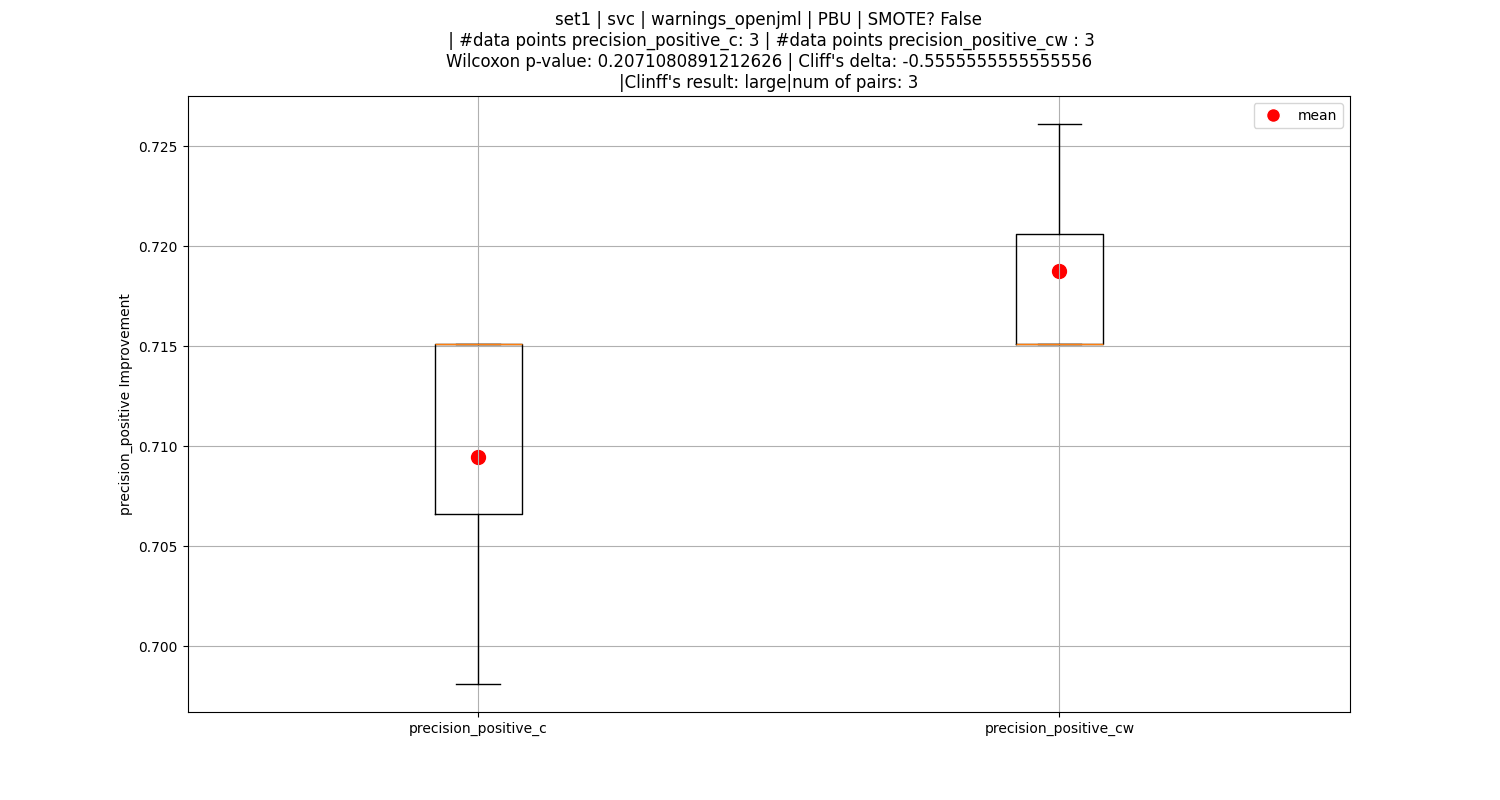 set1 | svc | warnings_openjml | PBU | SMOTE? False
| #data points precision_positive_c: 3 | #data points precision_positive_cw : 3
Wilcoxon p-value: 0.2071080891212626 | Cliff's delta: -0.5555555555555556
|Clinff's result: large|num of pairs: 3
mean
precision_positive Improvement
0.725
0.720
0.715
0.710
0.705
0.700
precision_positive_c
precision_positive_cw